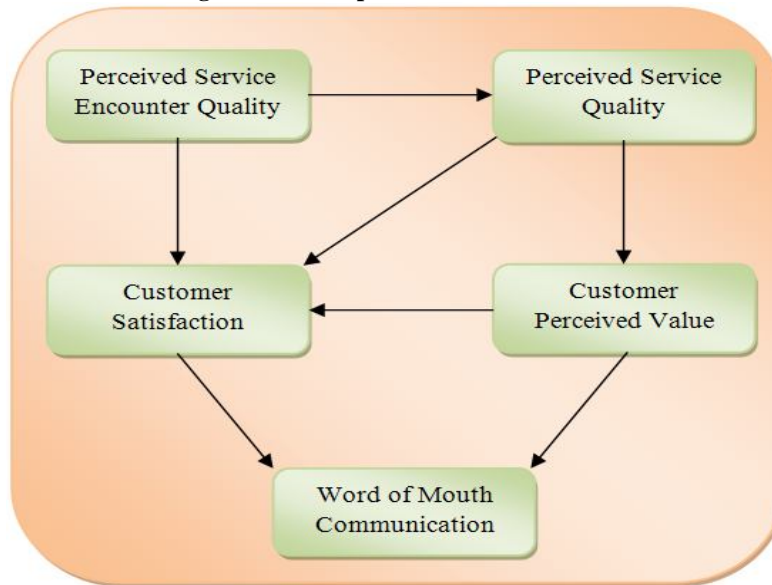 Perceived Service
Encounter Quality
Perceived Service
Quality
Customer
Satisfaction
Customer
Perceived Value
Word of Mouth
Communication